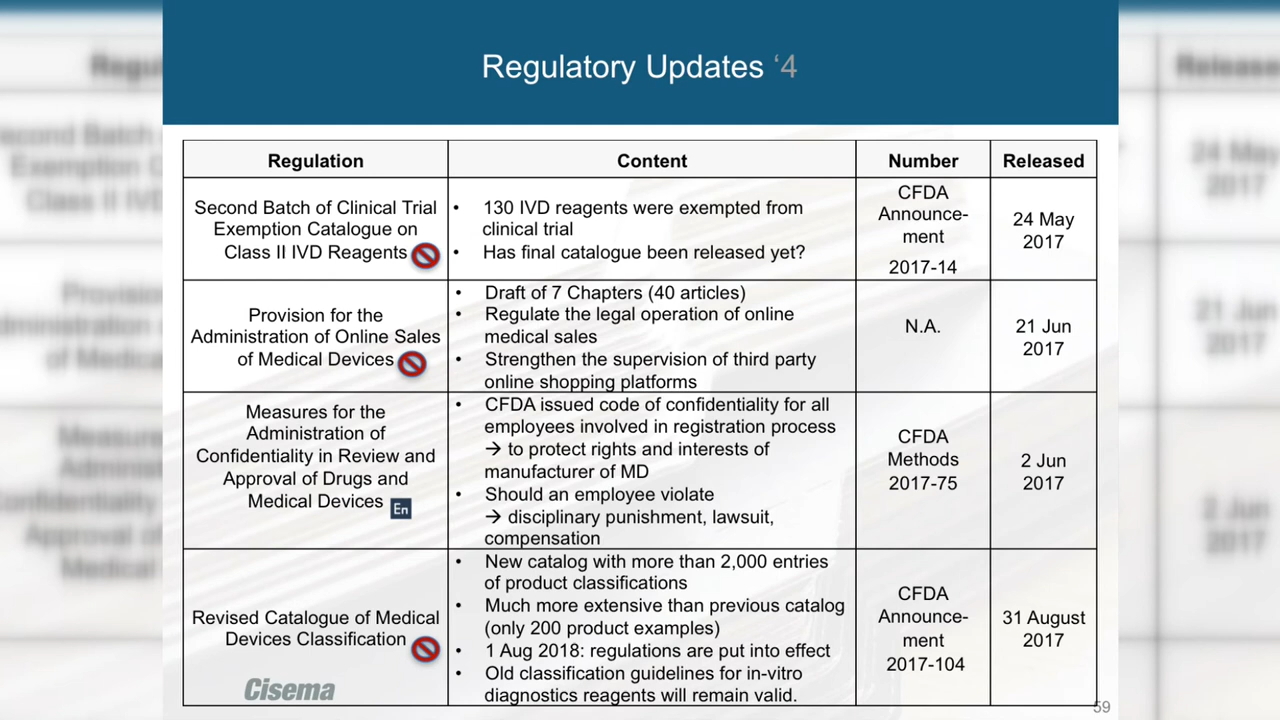 Regulatory Updates ‘4
Regulation
Content
Number
Released
Second Batch of Clinical Trial
Exemption Catalogue on
Class II IVD Reagents
• 130 IVD reagents were exempted from
clinical trial
• Has final catalogue been released yet?
CFDA
Announce-
ment
2017-14
24 May
2017
Provision for the
Administration of Online Sales
of Medical Devices
• Draft of 7 Chapters (40 articles)
• Regulate the legal operation of online
medical sales
• Strengthen the supervision of third party
online shopping platforms
N.A.
21 Jun
2017
Measures for the
Administration of
Confidentiality in Review and
Approval of Drugs and
Medical Devices
En
• CFDA issued code of confidentiality for all
employees involved in registration process
→ to protect rights and interests of
manufacturer of MD
• Should an employee violate
→ disciplinary punishment, lawsuit,
compensation
CFDA
Methods
2017-75
2 Jun
2017
Revised Catalogue of Medical
Devices Classification
• New catalog with more than 2,000 entries
of product classifications
• Much more extensive than previous catalog
(only 200 product examples)
• 1 Aug 2018: regulations are put into effect
• Old classification guidelines for in-vitro
diagnostics reagents will remain valid.
CFDA
Announce-
ment
2017-104
31 August
2017
Cisema
59